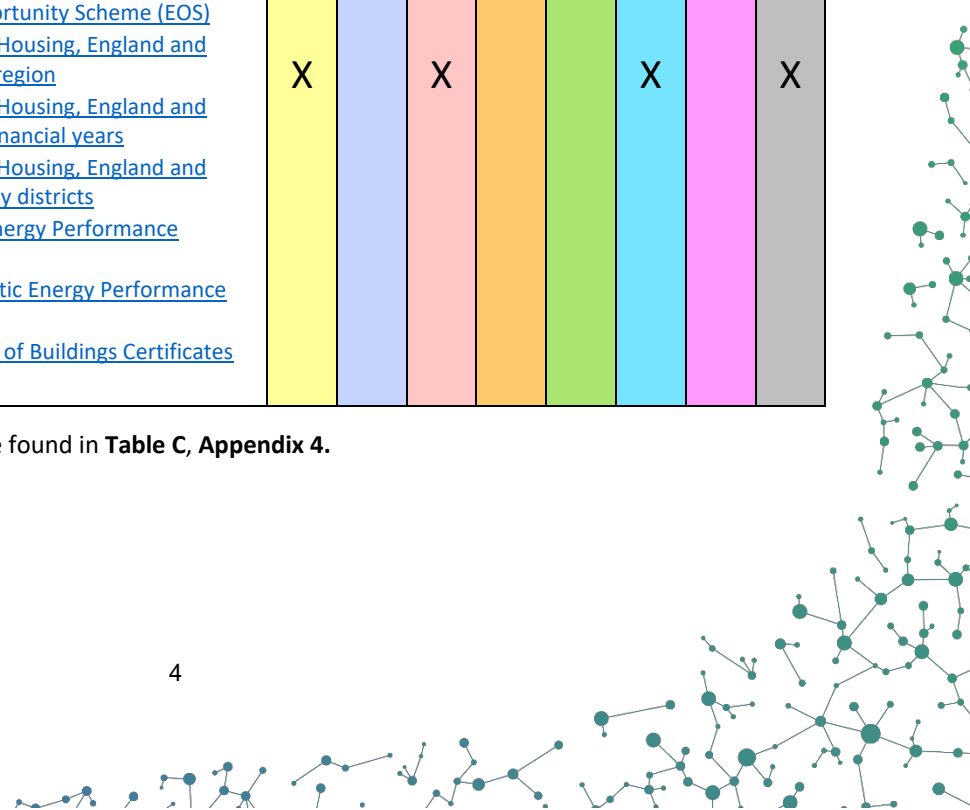 ortunity Scheme (EOS)
Housing, England and
region
X X X X
Housing, England and
nancial years
Housing, England and
y districts
nergy Performance
tic Energy Performance
of Buildings Certificates
e found in Table C, Appendix 4.
4